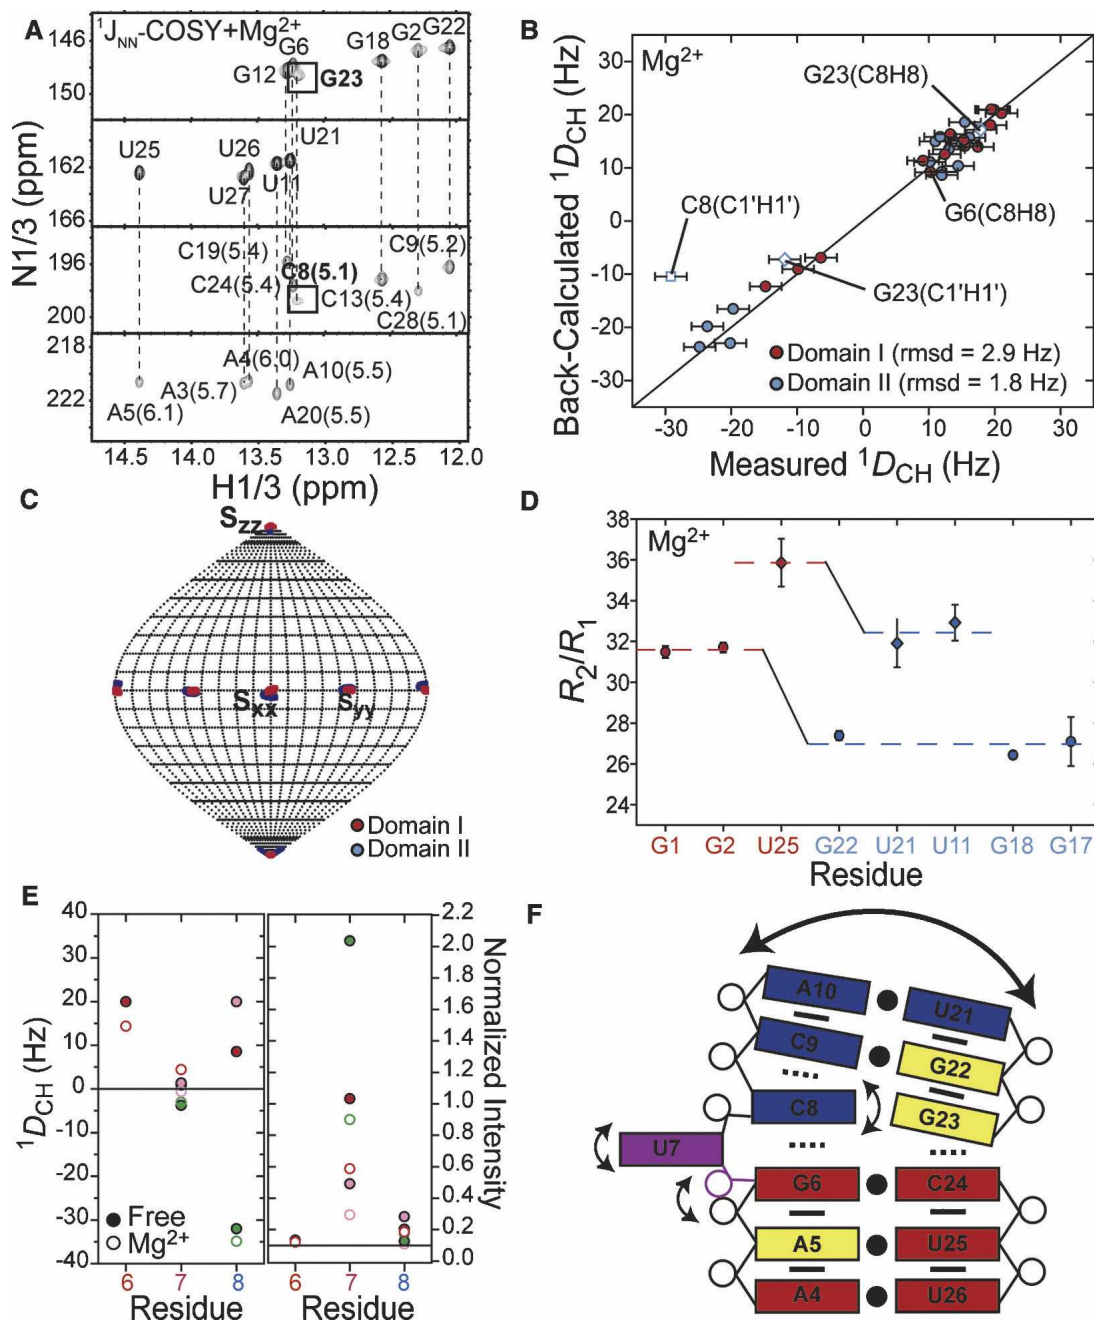 A
¹J_NN-COSY+Mg²⁺
G6
G18
G2
G22
G12
G23
146
150
U25
U26
U21
U27
U11
162
166
C19(5.4)
C8(5.1)
C9(5.2)
C24(5.4)
C13(5.4)
C28(5.1)
196
200
A4(6.0)
A10(5.5)
A3(5.7)
A5(6.1)
A20(5.5)
218
222
14.5 14.0 13.5 13.0 12.5 12.0
N1/3 (ppm)
H1/3 (ppm)
B
Mg²⁺
G23(C8H8)
G6(C8H8)
C8(C1'H1')
G23(C1'H1')
Domain I (rmsd = 2.9 Hz)
Domain II (rmsd = 1.8 Hz)
30
20
10
0
-10
-20
-30
-30 -20 -10 0 10 20 30
Back-Calculated ¹D_CH (Hz)
Measured ¹D_CH (Hz)
C
S_zz
S_xx
S_yy
Domain I
Domain II
D
Mg²⁺
38
36
34
32
30
28
26
24
R₂/R₁
G1 G2 U25 G22 U21 U11 G18 G17
Residue
E
40
30
20
10
0
-10
-20
-30
-40
¹D_CH (Hz)
Free
Mg²⁺
6 7 8
Residue
2.2
2.0
1.8
1.6
1.4
1.2
1.0
0.8
0.6
0.4
0.2
0.0
Normalized Intensity
6 7 8
Residue
F
A10
U21
C9
G22
C8
G23
U7
G6
C24
A5
U25
A4
U26